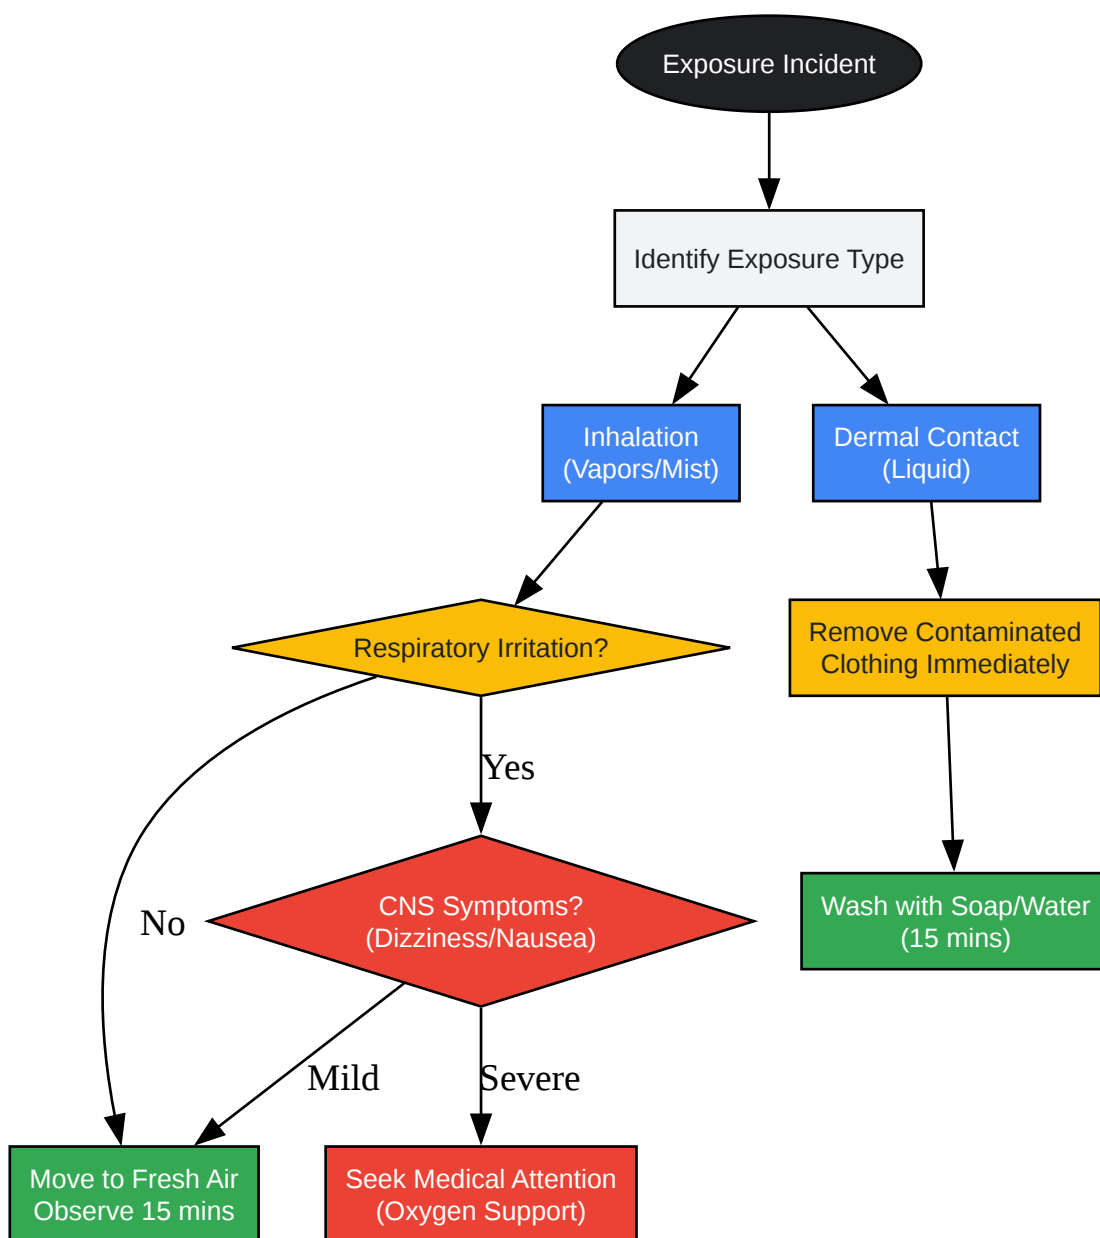 Exposure Incident
Identify Exposure Type
Inhalation
(Vapors/Mist)
Dermal Contact
(Liquid)
Respiratory Irritation?
Remove Contaminated
Clothing Immediately
Yes
CNS Symptoms?
(Dizziness/Nausea)
Wash with Soap/Water
(15 mins)
No
Mild
Severe
Move to Fresh Air
Observe 15 mins
Seek Medical Attention
(Oxygen Support)